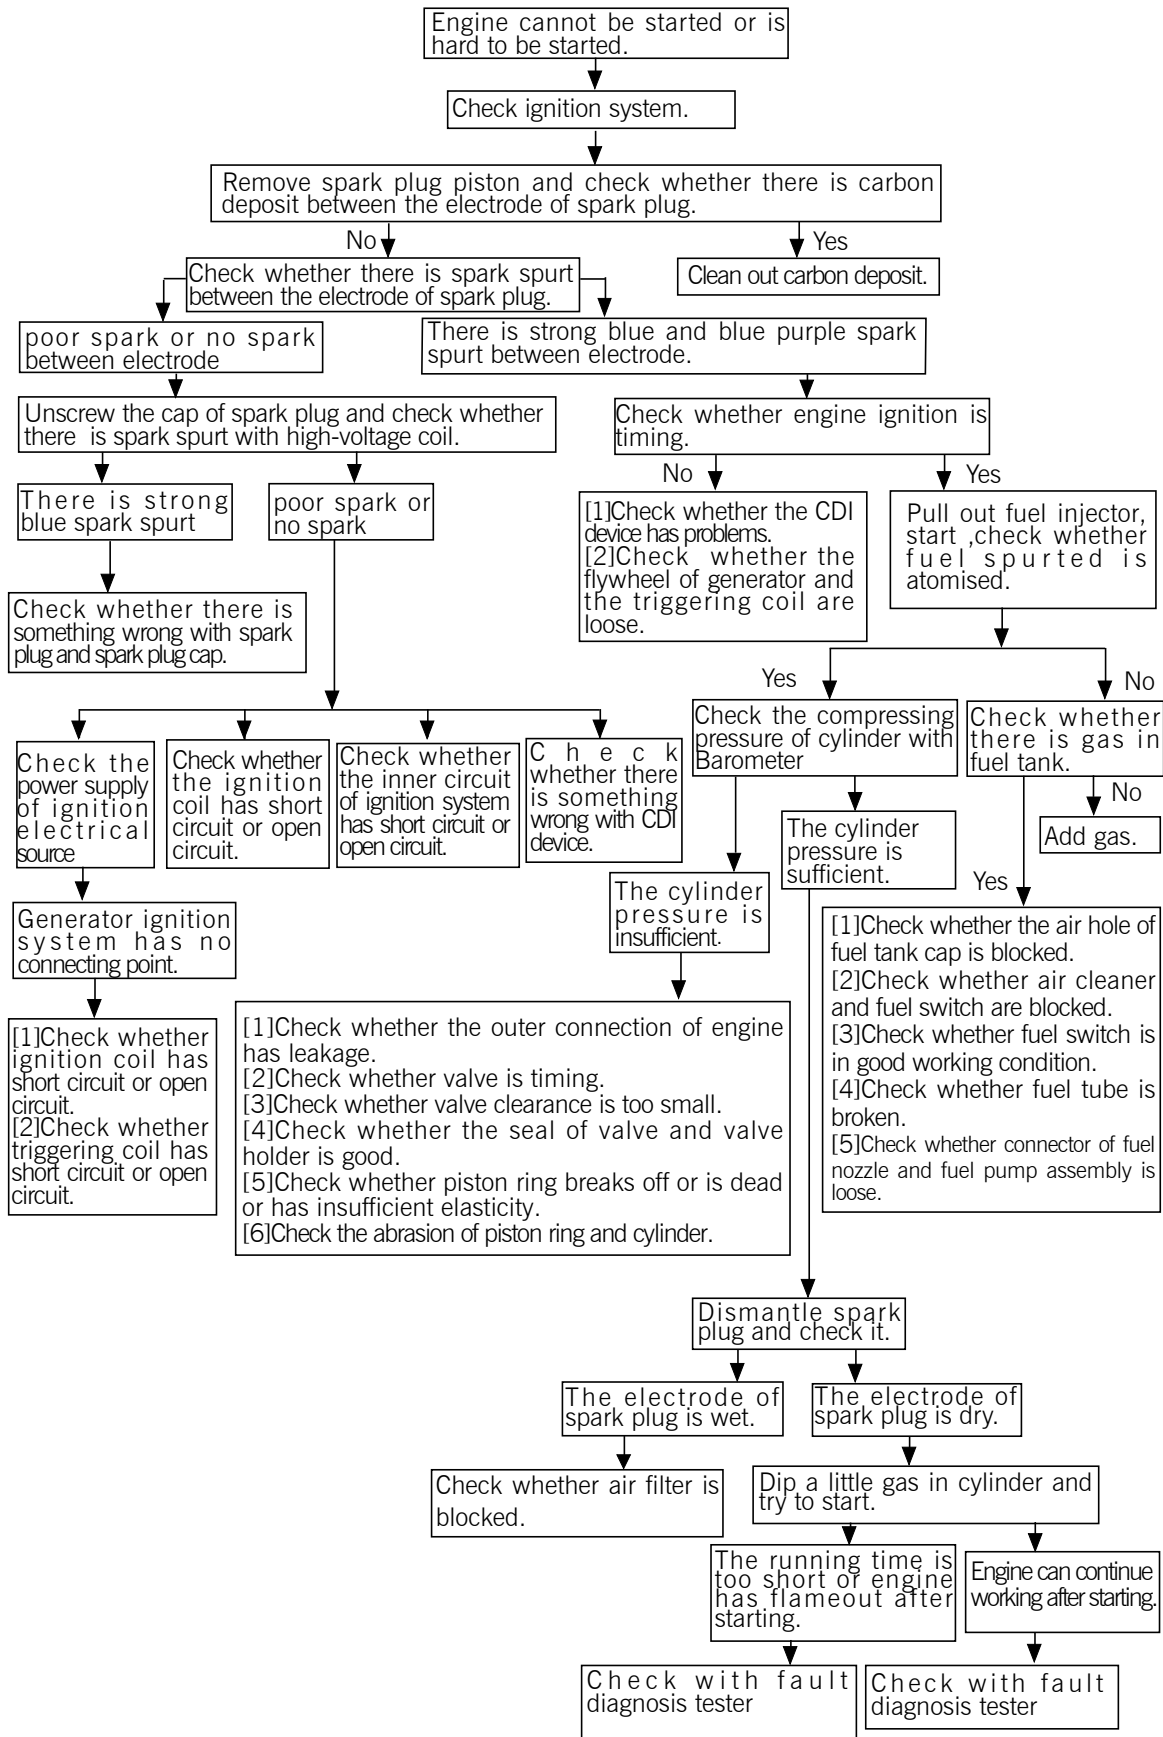 Engine cannot be started or is
hard to be started.
Check ignition system.
Remove spark plug piston and check whether there is carbon
deposit between the electrode of spark plug.
No
Yes
Check whether there is spark spurt
between the electrode of spark plug.
Clean out carbon deposit.
poor spark or no spark
between electrode
There is strong blue and blue purple spark
spurt between electrode.
Unscrew the cap of spark plug and check whether
there is spark spurt with high-voltage coil.
Check whether engine ignition is
timing.
No
Yes
There is strong
blue spark spurt
poor spark or
no spark
[1]Check whether the CDI
device has problems.
[2]Check whether the
flywheel of generator and
the triggering coil are
loose.
Pull out fuel injector,
start ,check whether
fuel spurted is
atomised.
Check whether there is
something wrong with spark
plug and spark plug cap.
Yes
No
Check the compressing
pressure of cylinder with
Barometer
Check whether
there is gas in
fuel tank.
Check the
power supply
of ignition
electrical
source
Check whether
the ignition
coil has short
circuit or open
circuit.
Check whether
the inner circuit
of ignition system
has short circuit or
open circuit.
Check
whether there
is something
wrong with CDI
device.
No
Add gas.
The cylinder
pressure is
sufficient.
Yes
The cylinder
pressure is
insufficient.
Generator ignition
system has no
connecting point.
[1]Check whether the air hole of
fuel tank cap is blocked.
[2]Check whether air cleaner
and fuel switch are blocked.
[3]Check whether fuel switch is
in good working condition.
[4]Check whether fuel tube is
broken.
[5]Check whether connector of fuel
nozzle and fuel pump assembly is
loose.
[1]Check whether
ignition coil has
short circuit or open
circuit.
[2]Check whether
triggering coil has
short circuit or open
circuit.
[1]Check whether the outer connection of engine
has leakage.
[2]Check whether valve is timing.
[3]Check whether valve clearance is too small.
[4]Check whether the seal of valve and valve
holder is good.
[5]Check whether piston ring breaks off or is dead
or has insufficient elasticity.
[6]Check the abrasion of piston ring and cylinder.
Dismantle spark
plug and check it.
The electrode of
spark plug is wet.
The electrode of
spark plug is dry.
Check whether air filter is
blocked.
Dip a little gas in cylinder and
try to start.
The running time is
too short or engine
has flameout after
starting.
Engine can continue
working after starting.
Check with fault
diagnosis tester
Check with fault
diagnosis tester